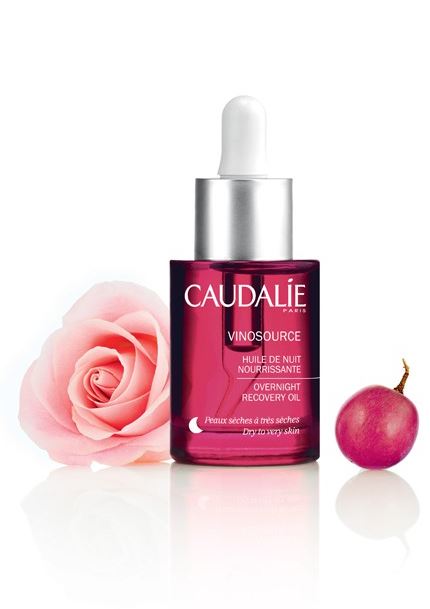 CAUDALIE
PARIS
VINOSOURCE
HUILE DE NUIT
NOURRISSANTE
OVERNIGHT
RECOVERY OIL
Peaux sèches à très sèches
Dry to very skin